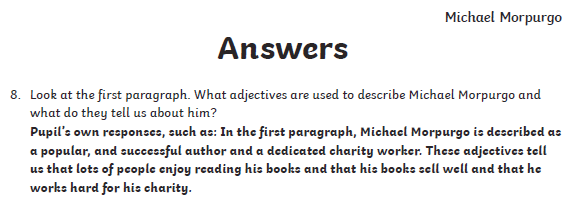 Michael Morpurgo
Answers
8. Look at the first paragraph. What adjectives are used to describe Michael Morpurgo and
what do they tell us about him?
Pupil's own responses, such as: In the first paragraph, Michael Morpurgo is described as
a popular, and successful author and a dedicated charity worker. These adjectives tell
us that lots of people enjoy reading his books and that his books sell well and that he
works hard for his charity.